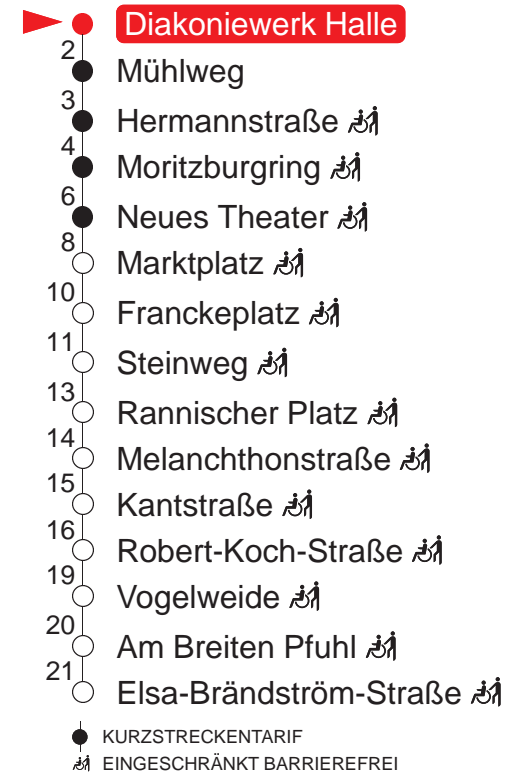 Diakoniewerk Halle
2 Mühlweg
3 Hermannstraße
4 Moritzburgring
6 Neues Theater
8 Marktplatz
10 Franckeplatz
11 Steinweg
13 Rannischer Platz
14 Melanchthonstraße
15 Kantstraße
16 Robert-Koch-Straße
19 Vogelweide
20 Am Breiten Pfuhl
21 Elsa-Brändström-Straße
KURZSTRECKENTARIF
EINGESCHRÄNKT BARRIEREFREI